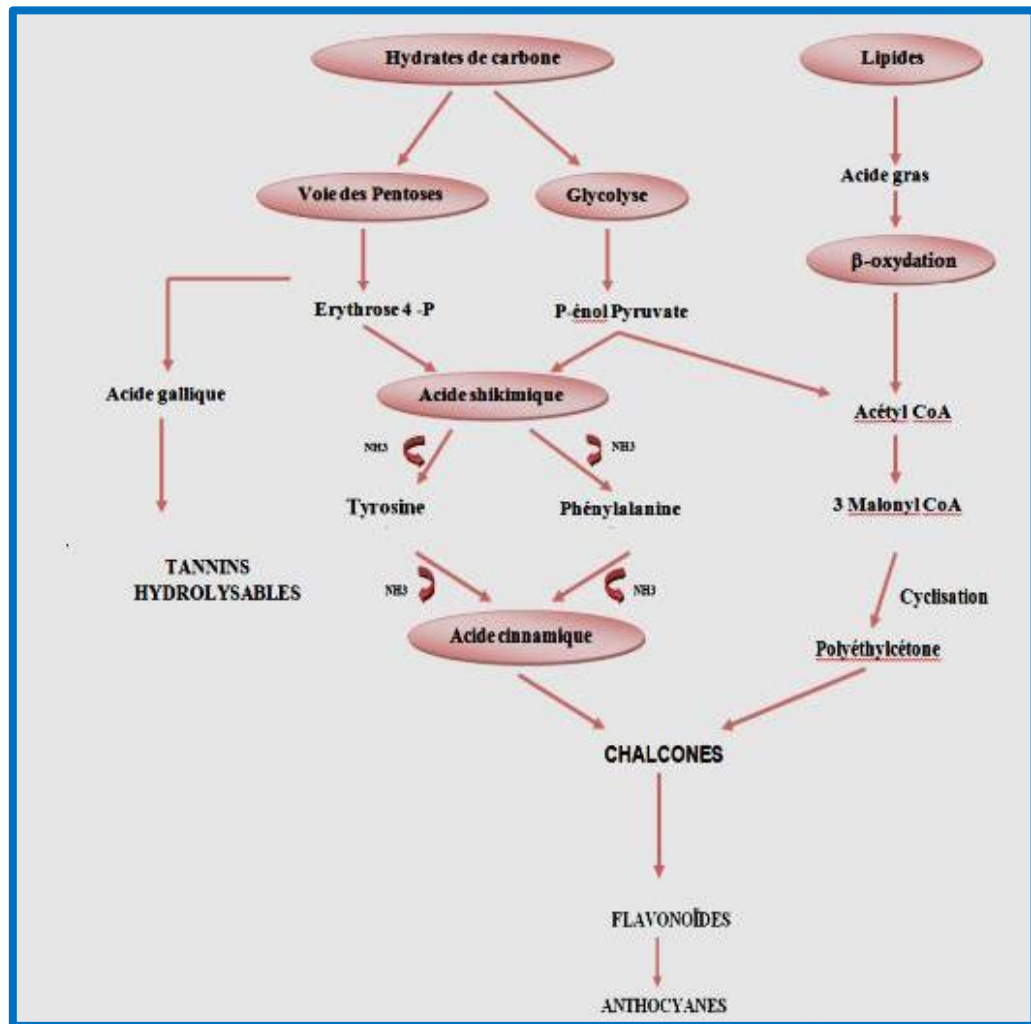 Hydrates de carbone
Lipides
Acide gras
Voie des Pentoses
Glycolyse
β-oxydation
Erythrose 4 -P
P-énol Pyruvate
Acide gallique
Acide shikimique
Acétyl CoA
NH3
NH3
Tyrosine
Phénylalanine
3 Malonyl CoA
TANNINS
HYDROLYSABLES
NH3
NH3
Cyclisation
Acide cinnamique
Polyéthylcétone
CHALCONES
FLAVONOÏDES
ANTHOCYANES